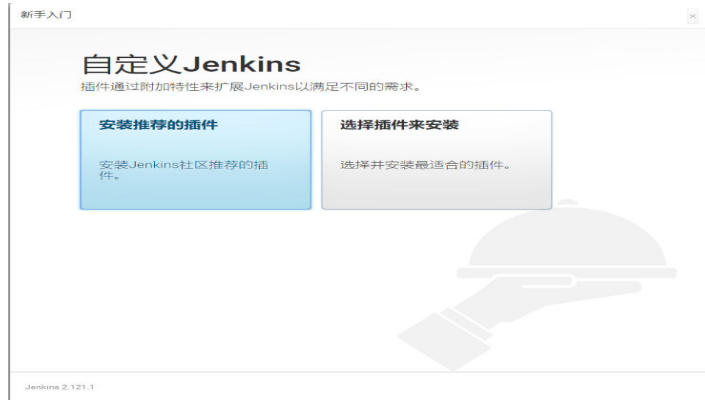 新手入门
×
自定义Jenkins
插件通过附加特性来扩展Jenkins以满足不同的需求。
安装推荐的插件
安装Jenkins社区推荐的插
件。
选择插件来安装
选择并安装最适合的插件。
Jenkins 2.121.1